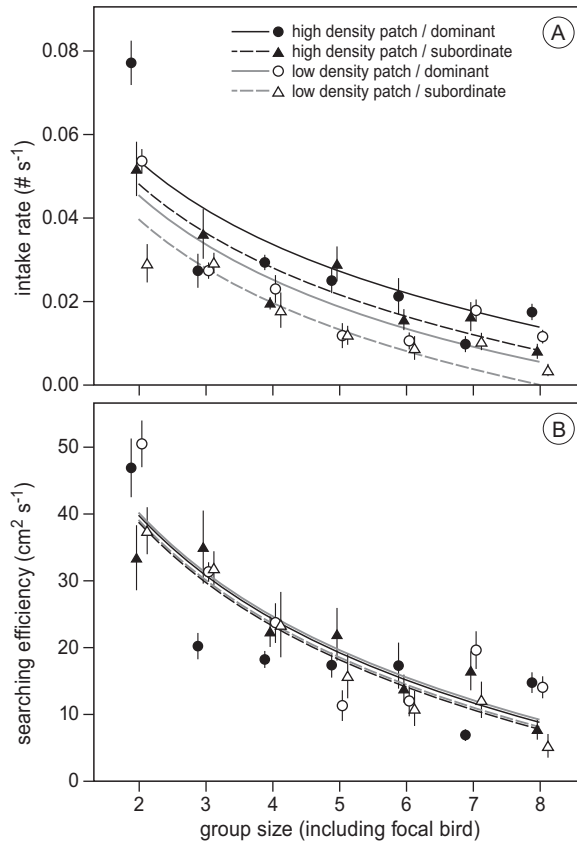 A
high density patch / dominant
high density patch / subordinate
low density patch / dominant
low density patch / subordinate
intake rate (# s⁻¹)
0.08
0.06
0.04
0.02
0.00
B
searching efficiency (cm² s⁻¹)
50
40
30
20
10
0
2 3 4 5 6 7 8
group size (including focal bird)